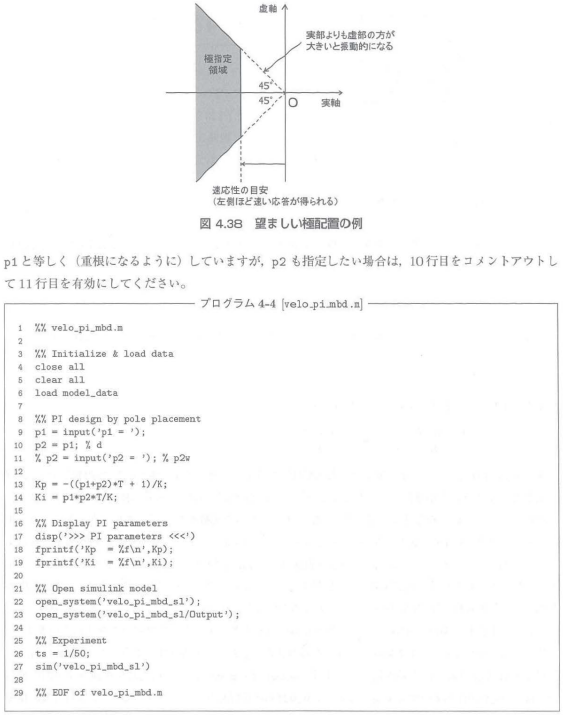 虚軸
実部よりも虚部の方が
大きいと振動的になる
極指定
領域
45°
45°
O
実軸
速応性の目安
(左側ほど速い応答が得られる)
図 4.38 望ましい極配置の例
p1 と等しく（重根になるように）していますが，p2 も指定したい場合は，10 行目をコメントアウトし
て 11 行目を有効にしてください。
プログラム 4-4 [velo_pi_mbd.m]
1 %% velo_pi_mbd.m
2
3 %% Initialize & load data
4 close all
5 clear all
6 load model_data
7
8 %% PI design by pole placement
9 p1 = input('p1 = ');
10 p2 = p1; % d
11 % p2 = input('p2 = '); % p2w
12
13 Kp = -((p1+p2)*T + 1)/K;
14 Ki = p1*p2*T/K;
15
16 %% Display PI parameters
17 disp('>>> PI parameters <<<')
18 fprintf('Kp  = %f\n',Kp);
19 fprintf('Ki  = %f\n',Ki);
20
21 %% Open simulink model
22 open_system('velo_pi_mbd_sl');
23 open_system('velo_pi_mbd_sl/Output');
24
25 %% Experiment
26 ts = 1/50;
27 sim('velo_pi_mbd_sl')
28
29 %% EOF of velo_pi_mbd.m